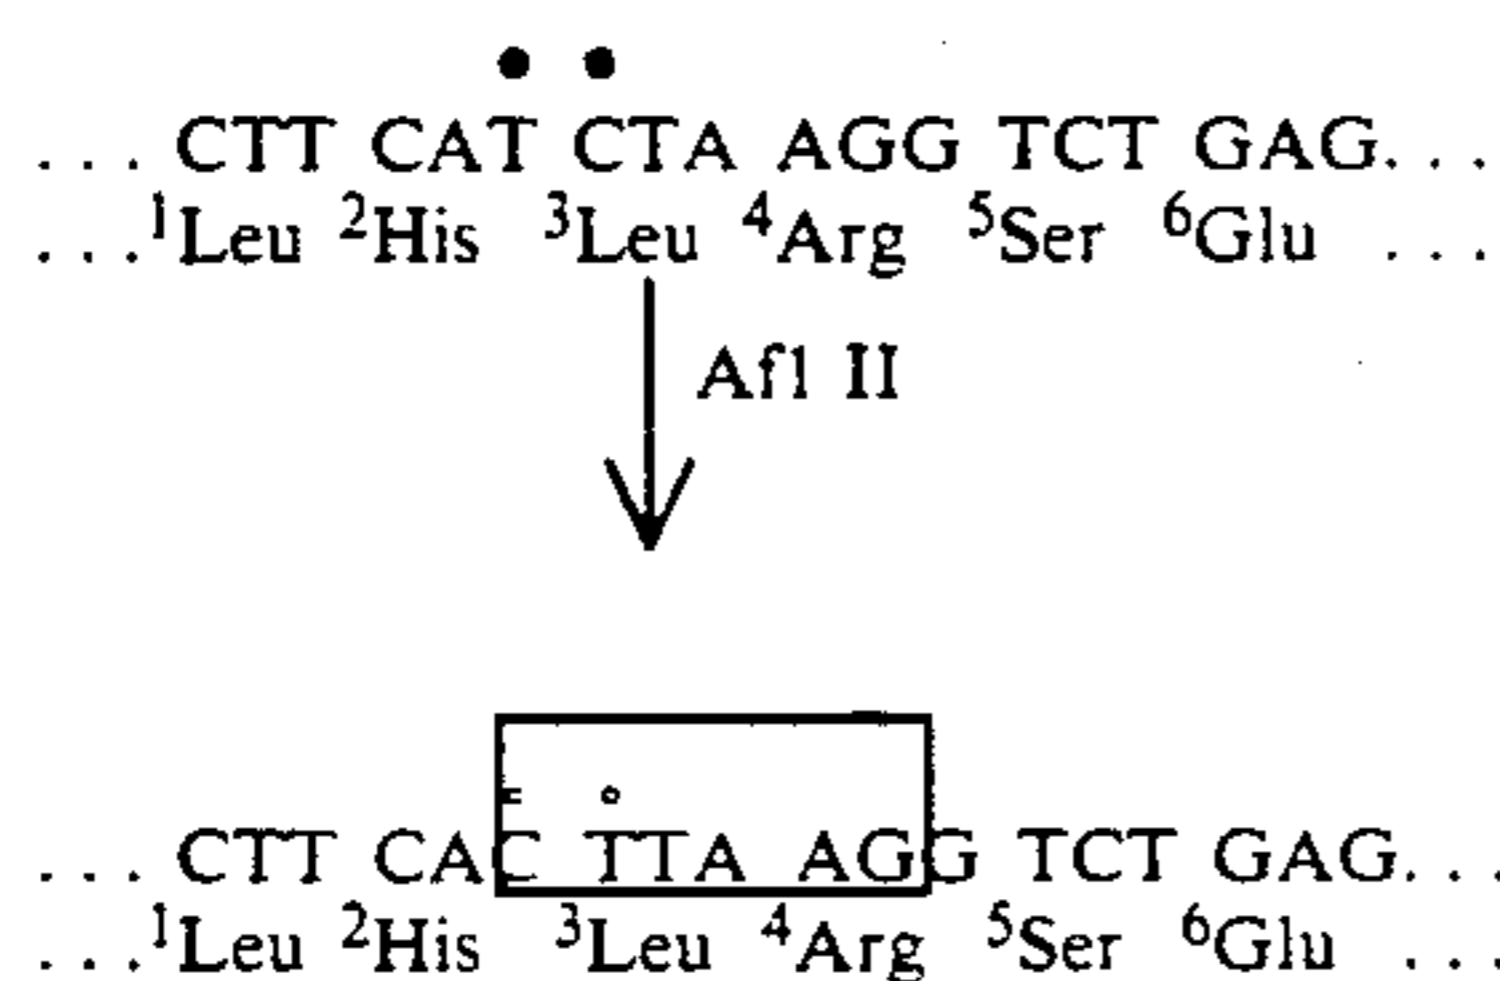 ... CTT CAT CTA AGG TCT GAG...
...¹Leu ²His ³Leu ⁴Arg ⁵Ser ⁶Glu ...
Afl II
... CTT CAC TTA AGG TCT GAG...
...¹Leu ²His ³Leu ⁴Arg ⁵Ser ⁶Glu ...